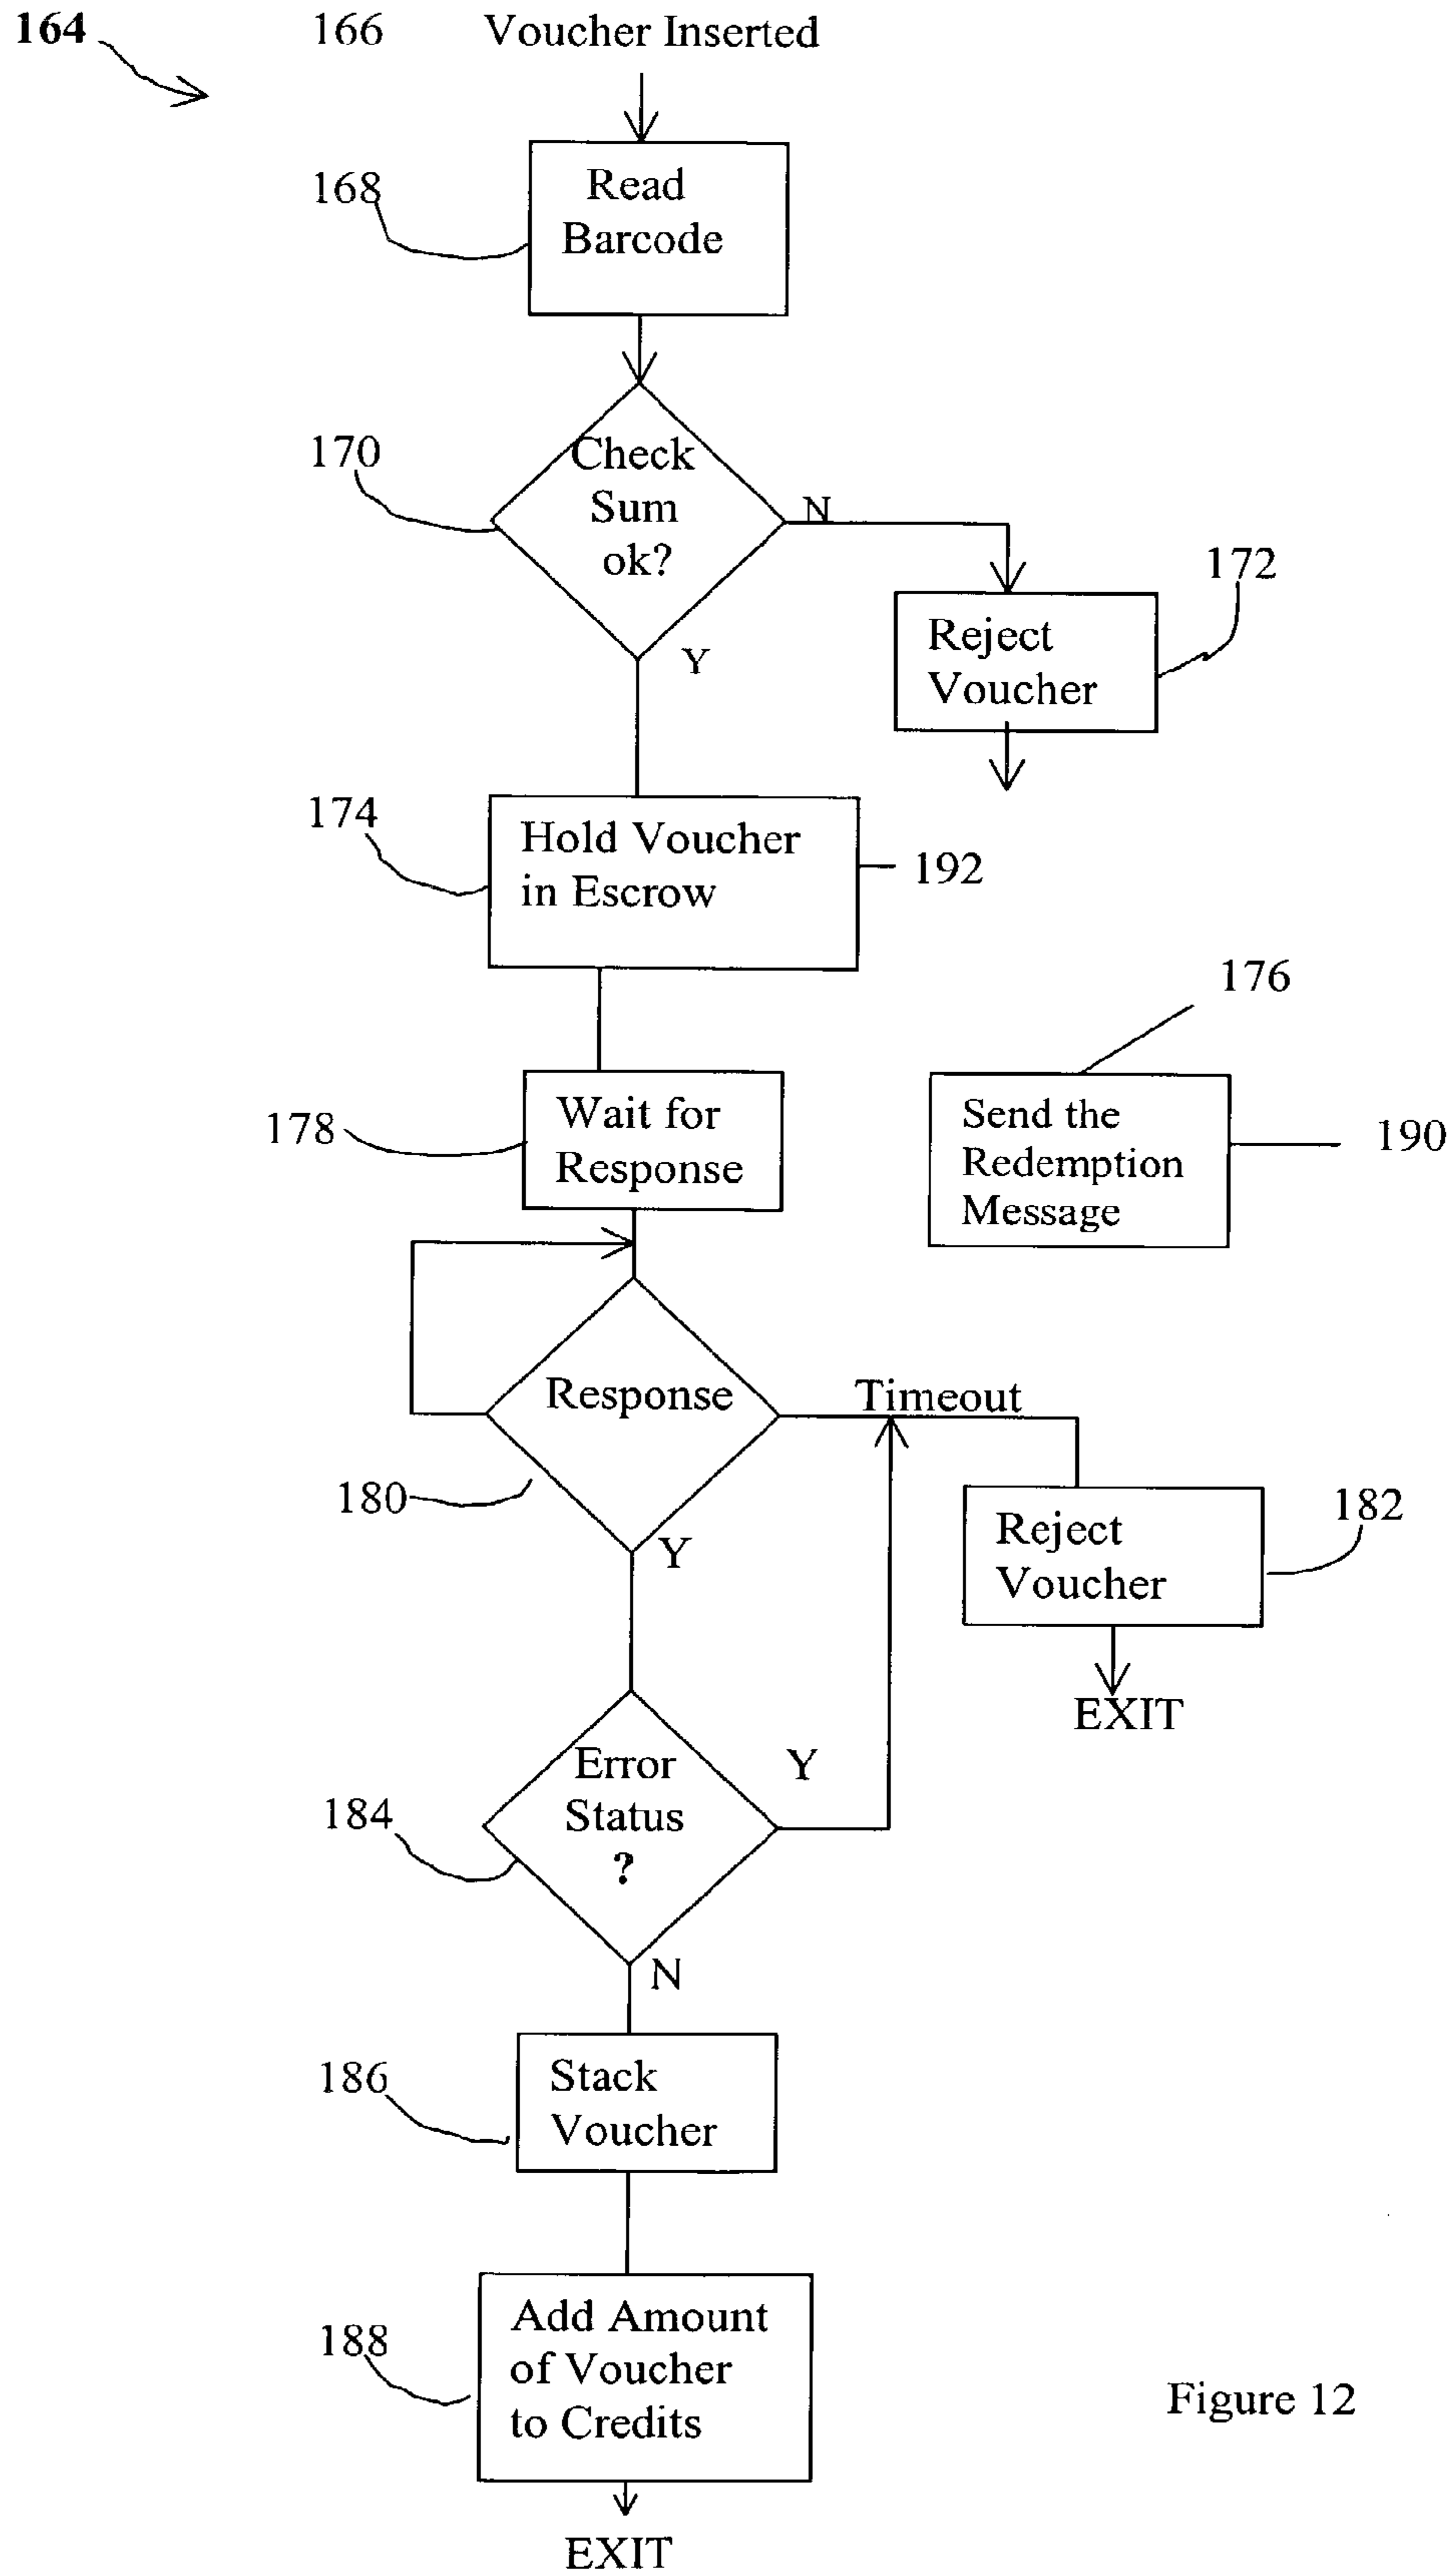 164
166 Voucher Inserted
168
Read
Barcode
170
Check
Sum
ok?
N
172
Reject
Voucher
Y
174
Hold Voucher
in Escrow
192
176
178
Wait for
Response
Send the
Redemption
Message
190
Response
Timeout
180
Y
182
Reject
Voucher
EXIT
184
Error
Status
?
Y
N
186
Stack
Voucher
188
Add Amount
of Voucher
to Credits
Figure 12
EXIT